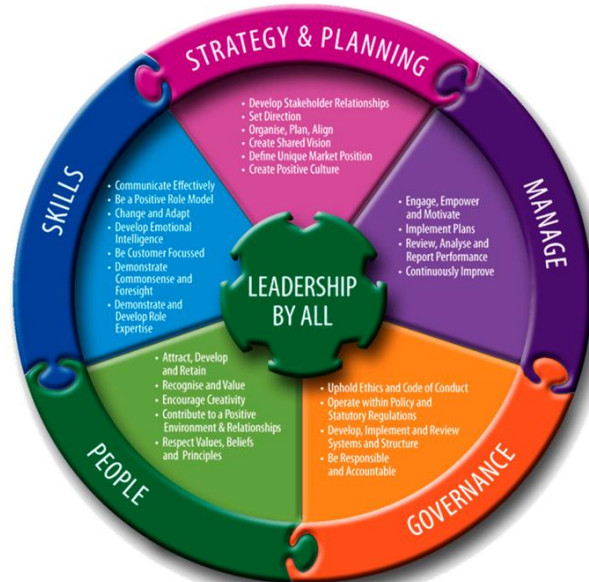 STRATEGY & PLANNING
• Develop Stakeholder Relationships
• Set Direction
• Organise, Plan, Align
• Create Shared Vision
• Define Unique Market Position
• Create Positive Culture
MANAGE
• Engage, Empower
and Motivate
• Implement Plans
• Review, Analyse and
Report Performance
• Continuously Improve
GOVERNANCE
• Uphold Ethics and Code of Conduct
• Operate within Policy and
Statutory Regulations
• Develop, Implement and Review
Systems and Structure
• Be Responsible
and Accountable
PEOPLE
• Attract, Develop
and Retain
• Recognise and Value
• Encourage Creativity
• Contribute to a Positive
Environment & Relationships
• Respect Values, Beliefs
and Principles
SKILLS
• Communicate Effectively
• Be a Positive Role Model
• Change and Adapt
• Develop Emotional
Intelligence
• Be Customer Focussed
• Demonstrate
Commonsense and
Foresight
• Demonstrate and
Develop Role
Expertise
LEADERSHIP
BY ALL